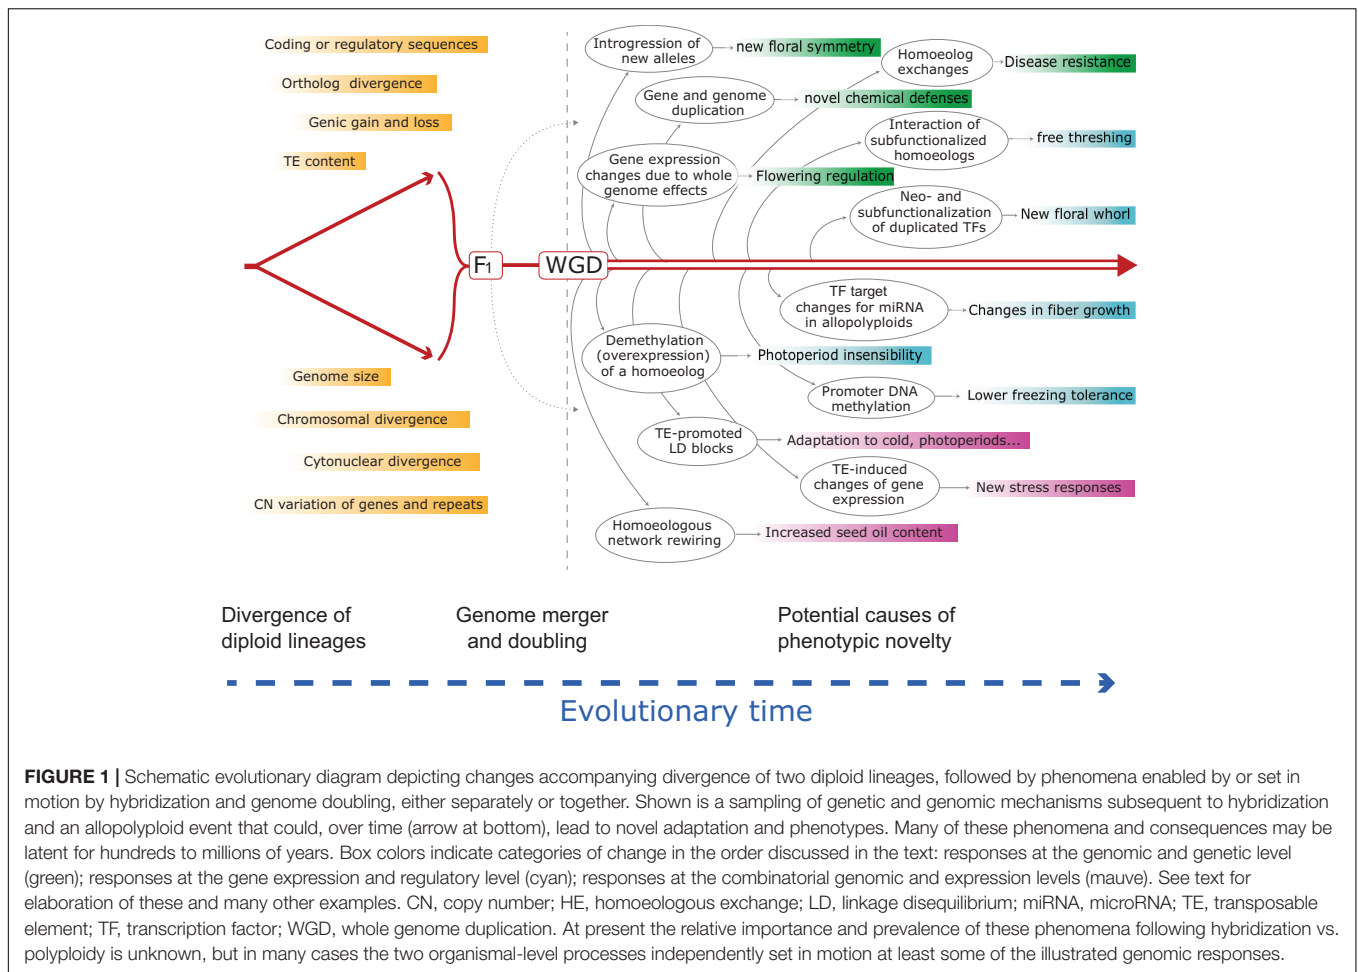 Coding or regulatory sequences
Ortholog divergence
Genic gain and loss
TE content
F1
WGD
Genome size
Chromosomal divergence
Cytonuclear divergence
CN variation of genes and repeats
Introgression of
new alleles
new floral symmetry
Homoeolog
exchanges
Disease resistance
Gene and genome
duplication
novel chemical defenses
Interaction of
subfunctionalized
homoeologs
free threshing
Gene expression
changes due to whole
genome effects
Flowering regulation
Neo- and
subfunctionalization
of duplicated TFs
New floral whorl
TF target
changes for miRNA
in allopolyploids
Changes in fiber growth
Demethylation
(overexpression)
of a homoeolog
Photoperiod insensibility
Promoter DNA
methylation
Lower freezing tolerance
TE-promoted
LD blocks
Adaptation to cold, photoperiods...
TE-induced
changes of gene
expression
New stress responses
Homoeologous
network rewiring
Increased seed oil content
Divergence of
diploid lineages
Genome merger
and doubling
Potential causes of
phenotypic novelty
Evolutionary time
FIGURE 1 | Schematic evolutionary diagram depicting changes accompanying divergence of two diploid lineages, followed by phenomena enabled by or set in
motion by hybridization and genome doubling, either separately or together. Shown is a sampling of genetic and genomic mechanisms subsequent to hybridization
and an allopolyploid event that could, over time (arrow at bottom), lead to novel adaptation and phenotypes. Many of these phenomena and consequences may be
latent for hundreds to millions of years. Box colors indicate categories of change in the order discussed in the text: responses at the genomic and genetic level
(green); responses at the gene expression and regulatory level (cyan); responses at the combinatorial genomic and expression levels (mauve). See text for
elaboration of these and many other examples. CN, copy number; HE, homoeologous exchange; LD, linkage disequilibrium; miRNA, microRNA; TE, transposable
element; TF, transcription factor; WGD, whole genome duplication. At present the relative importance and prevalence of these phenomena following hybridization vs.
polyploidy is unknown, but in many cases the two organismal-level processes independently set in motion at least some of the illustrated genomic responses.